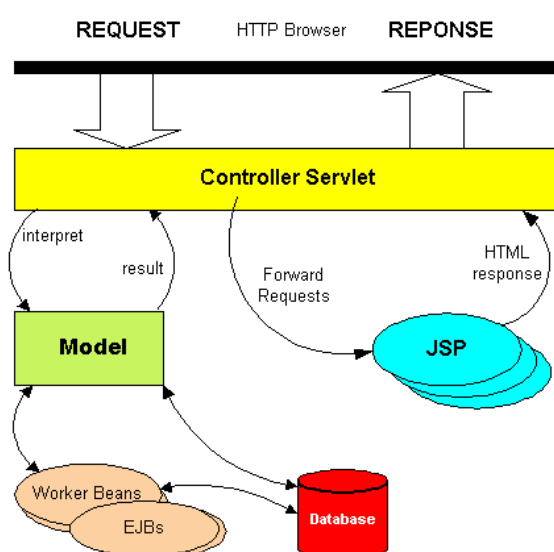 REQUEST HTTP Browser REPONSE
Controller Servlet
interpret
result
Forward
Requests
HTML
response
Model
JSP
Worker Beans
EJBs
Database